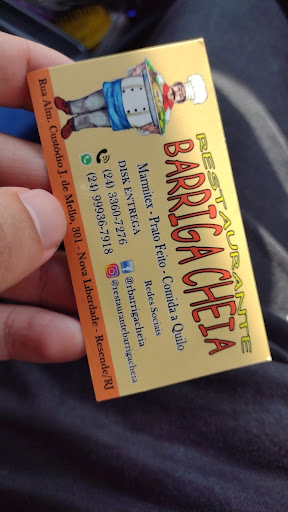 RESTAURANTE
BARRIGA CHEIA
Marmitex - Prato Feito - Comida a Quilo
DISK ENTREGA
(24) 3360-7276
(24) 99936-7918
Redes Sociais
@rbarrigacheia
@restaurantebarrigacheia
Rua Alm. Custódio J. de Mello, 301 - Nova Liberdade - Resende/RJ